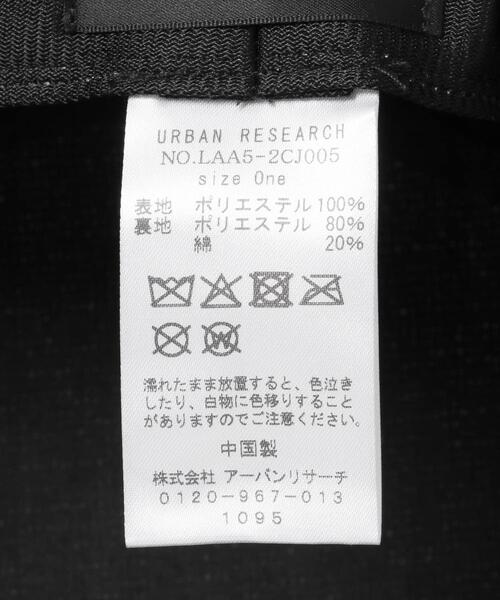 URBAN RESEARCH
NO.LAA5-2CJ005
size One
表地 ポリエステル 100%
裏地 ポリエステル 80%
綿 20%
W
濡れたまま放置すると、色泣き
したり、白物に色移りすること
がありますのでご注意ください。
中国製
株式会社 アーバンリサーチ
0120-967-013
1095